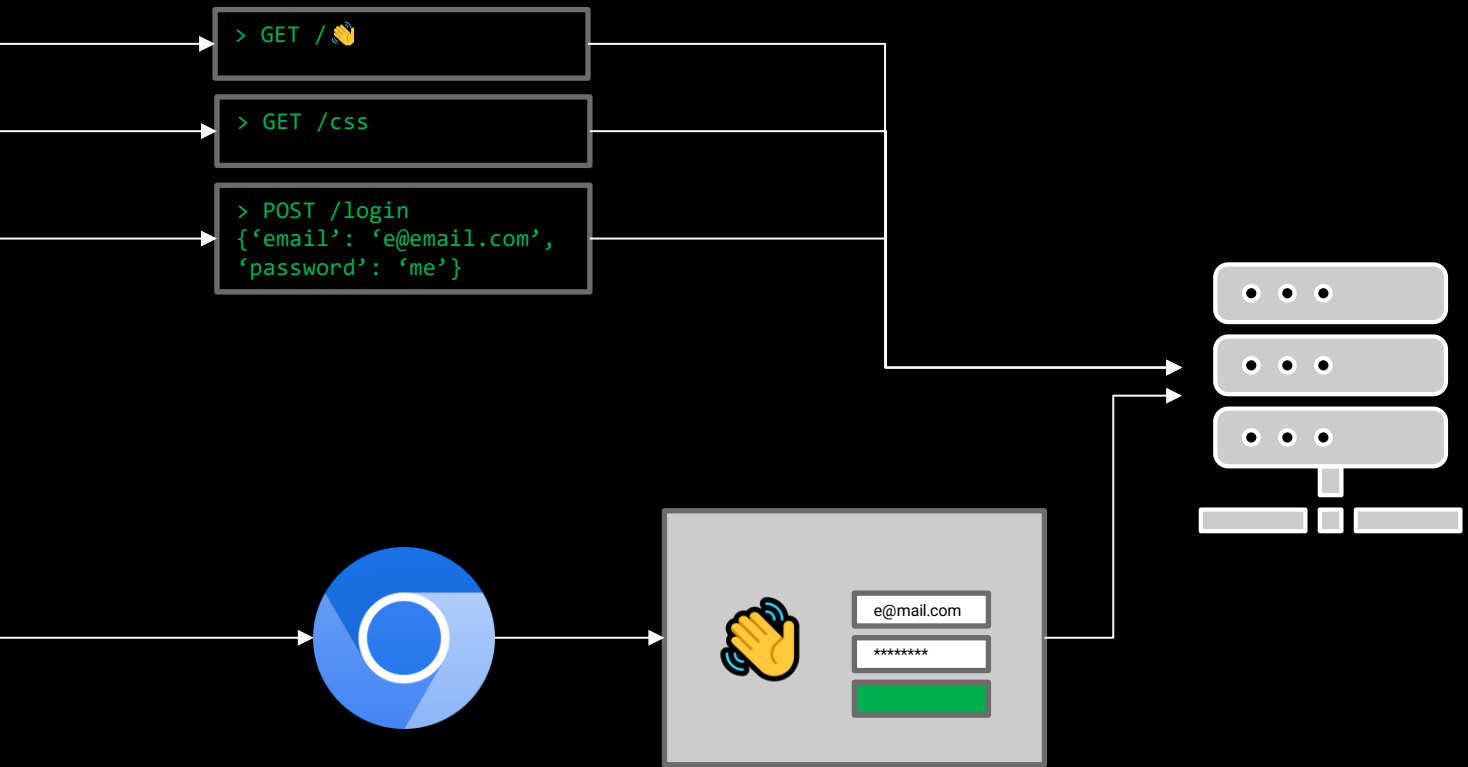 > GET /👋
> GET /css
> POST /login
{‘email’: ‘e@email.com’,
‘password’: ‘me’}
e@mail.com
********